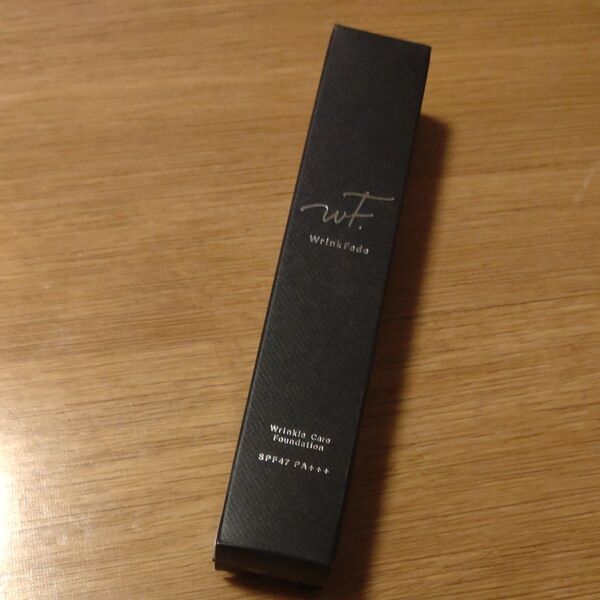 WF.
WrinkFade
Wrinkle Care
Foundation
SPF47 PA+++